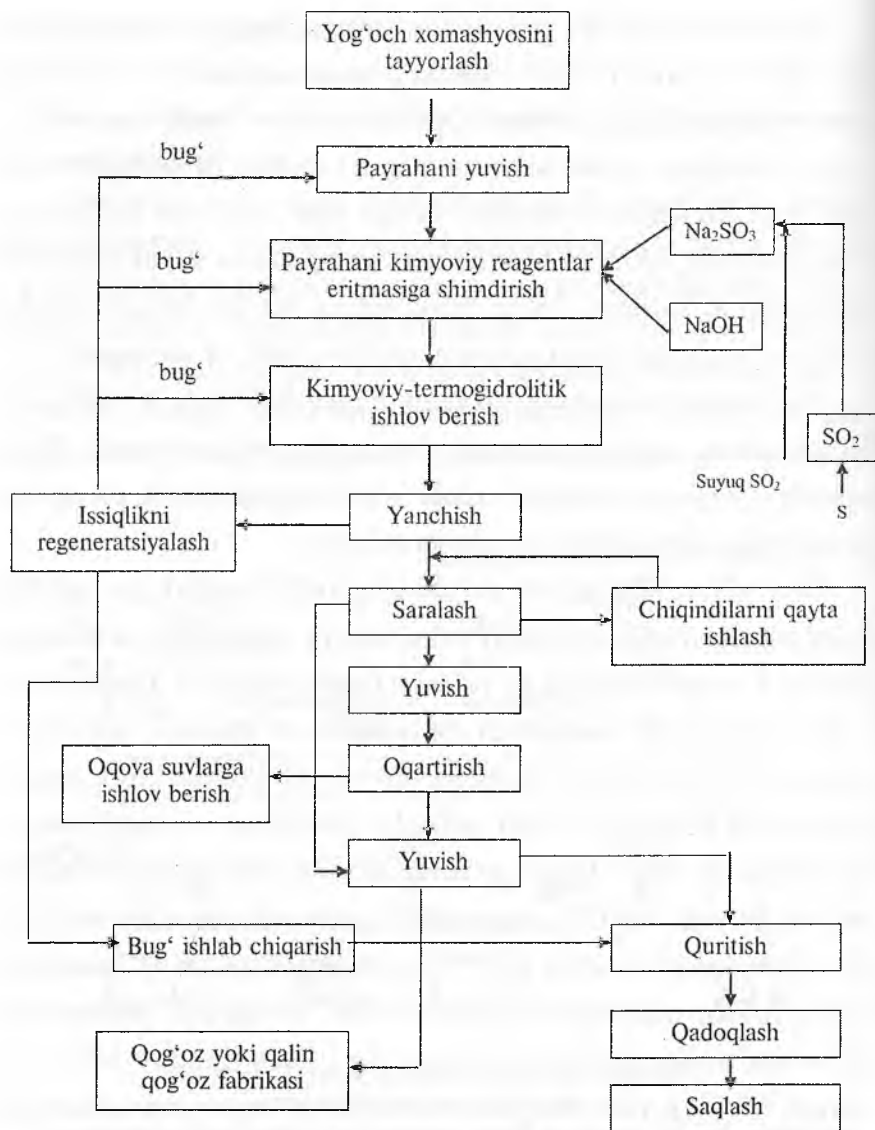 Yog‘och xomashyosini
tayyorlash
bug‘
Payrahani yuvish
Na₂SO₃
bug‘
Payrahani kimyoviy reagentlar
eritmasiga shimdirish
NaOH
bug‘
Kimyoviy-termogidrolitik
ishlov berish
SO₂
Suyuq SO₂
S
Issiqlikni
regeneratsiyalash
Yanchish
Saralash
Chiqindilarni qayta
ishlash
Yuvish
Oqova suvlarga
ishlov berish
Oqartirish
Yuvish
Bug‘ ishlab chiqarish
Quritish
Qog‘oz yoki qalin
qog‘oz fabrikasi
Qadoqlash
Saqlash